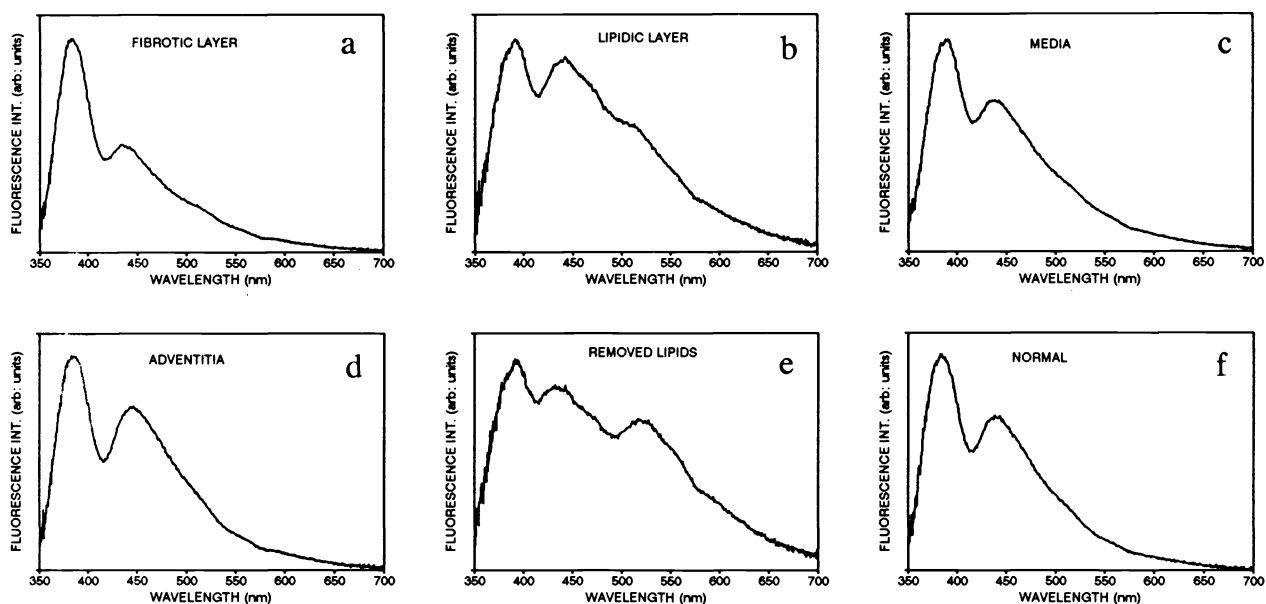 FIBROTIC LAYER
a
FLUORESCENCE INT. (arb: units)
350 400 450 500 550 600 650 700
WAVELENGTH (nm)
LIPIDIC LAYER
b
FLUORESCENCE INT. (arb: units)
350 400 450 500 550 600 650 700
WAVELENGTH (nm)
MEDIA
c
FLUORESCENCE INT. (arb: units)
350 400 450 500 550 600 650 700
WAVELENGTH (nm)
ADVENTITIA
d
FLUORESCENCE INT. (arb: units)
350 400 450 500 550 600 650 700
WAVELENGTH (nm)
REMOVED LIPIDS
e
FLUORESCENCE INT. (arb: units)
350 400 450 500 550 600 650 700
WAVELENGTH (nm)
NORMAL
f
FLUORESCENCE INT. (arb: units)
350 400 450 500 550 600 650 700
WAVELENGTH (nm)